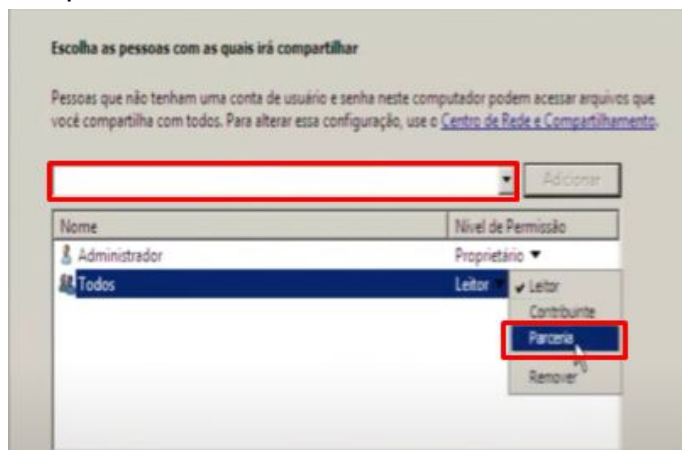 Escolha as pessoas com as quais irá compartilhar
Pessoas que não tenham uma conta de usuário e senha neste computador podem acessar arquivos que
você compartilha com todos. Para alterar essa configuração, use o Centro de Rede e Compartilhamento.
Adicionar
Nome Nível de Permissão
Administrador Proprietário
Todos Leitor
Leitor
Contribuinte
Parceria
Remover